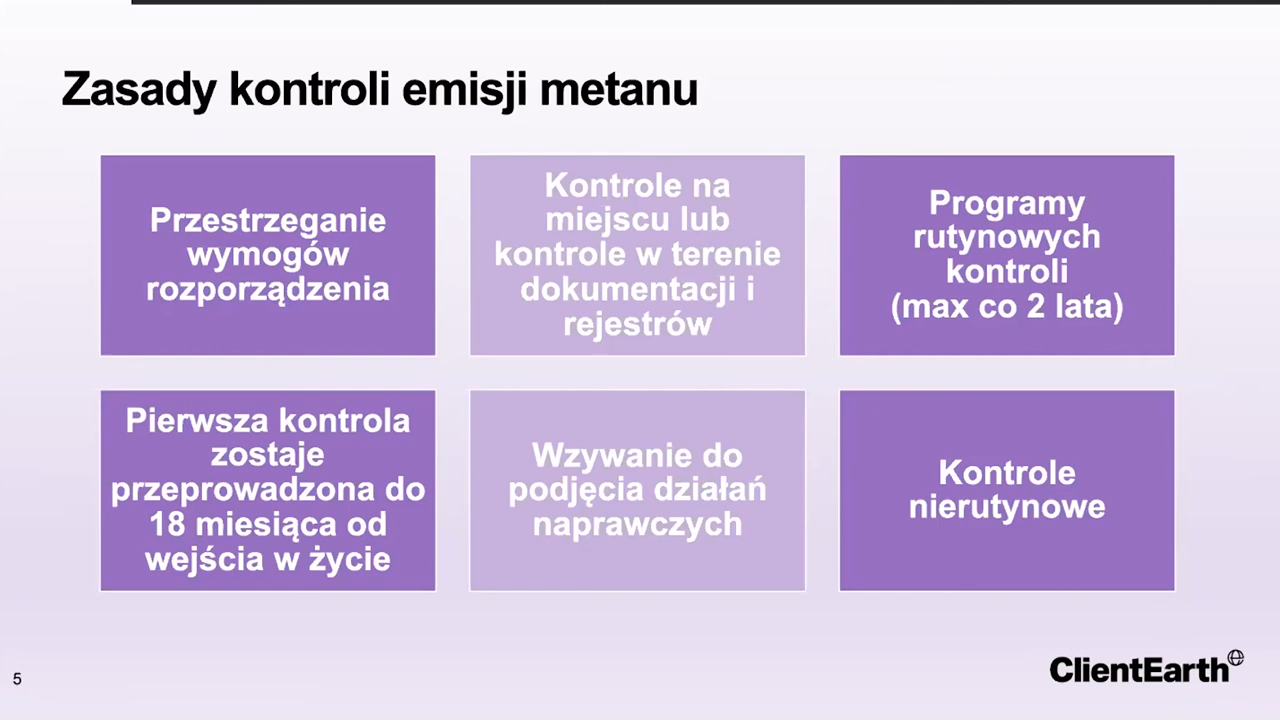 Zasady kontroli emisji metanu
Przestrzeganie
wymogów
rozporządzenia
Kontrole na
miejscu lub
kontrole w terenie
dokumentacji i
rejestrów
Programy
rutynowych
kontroli
(max co 2 lata)
Pierwsza kontrola
zostaje
przeprowadzona do
18 miesiąca od
wejścia w życie
Wzywanie do
podjęcia działań
naprawczych
Kontrole
nierutynowe
5
ClientEarth